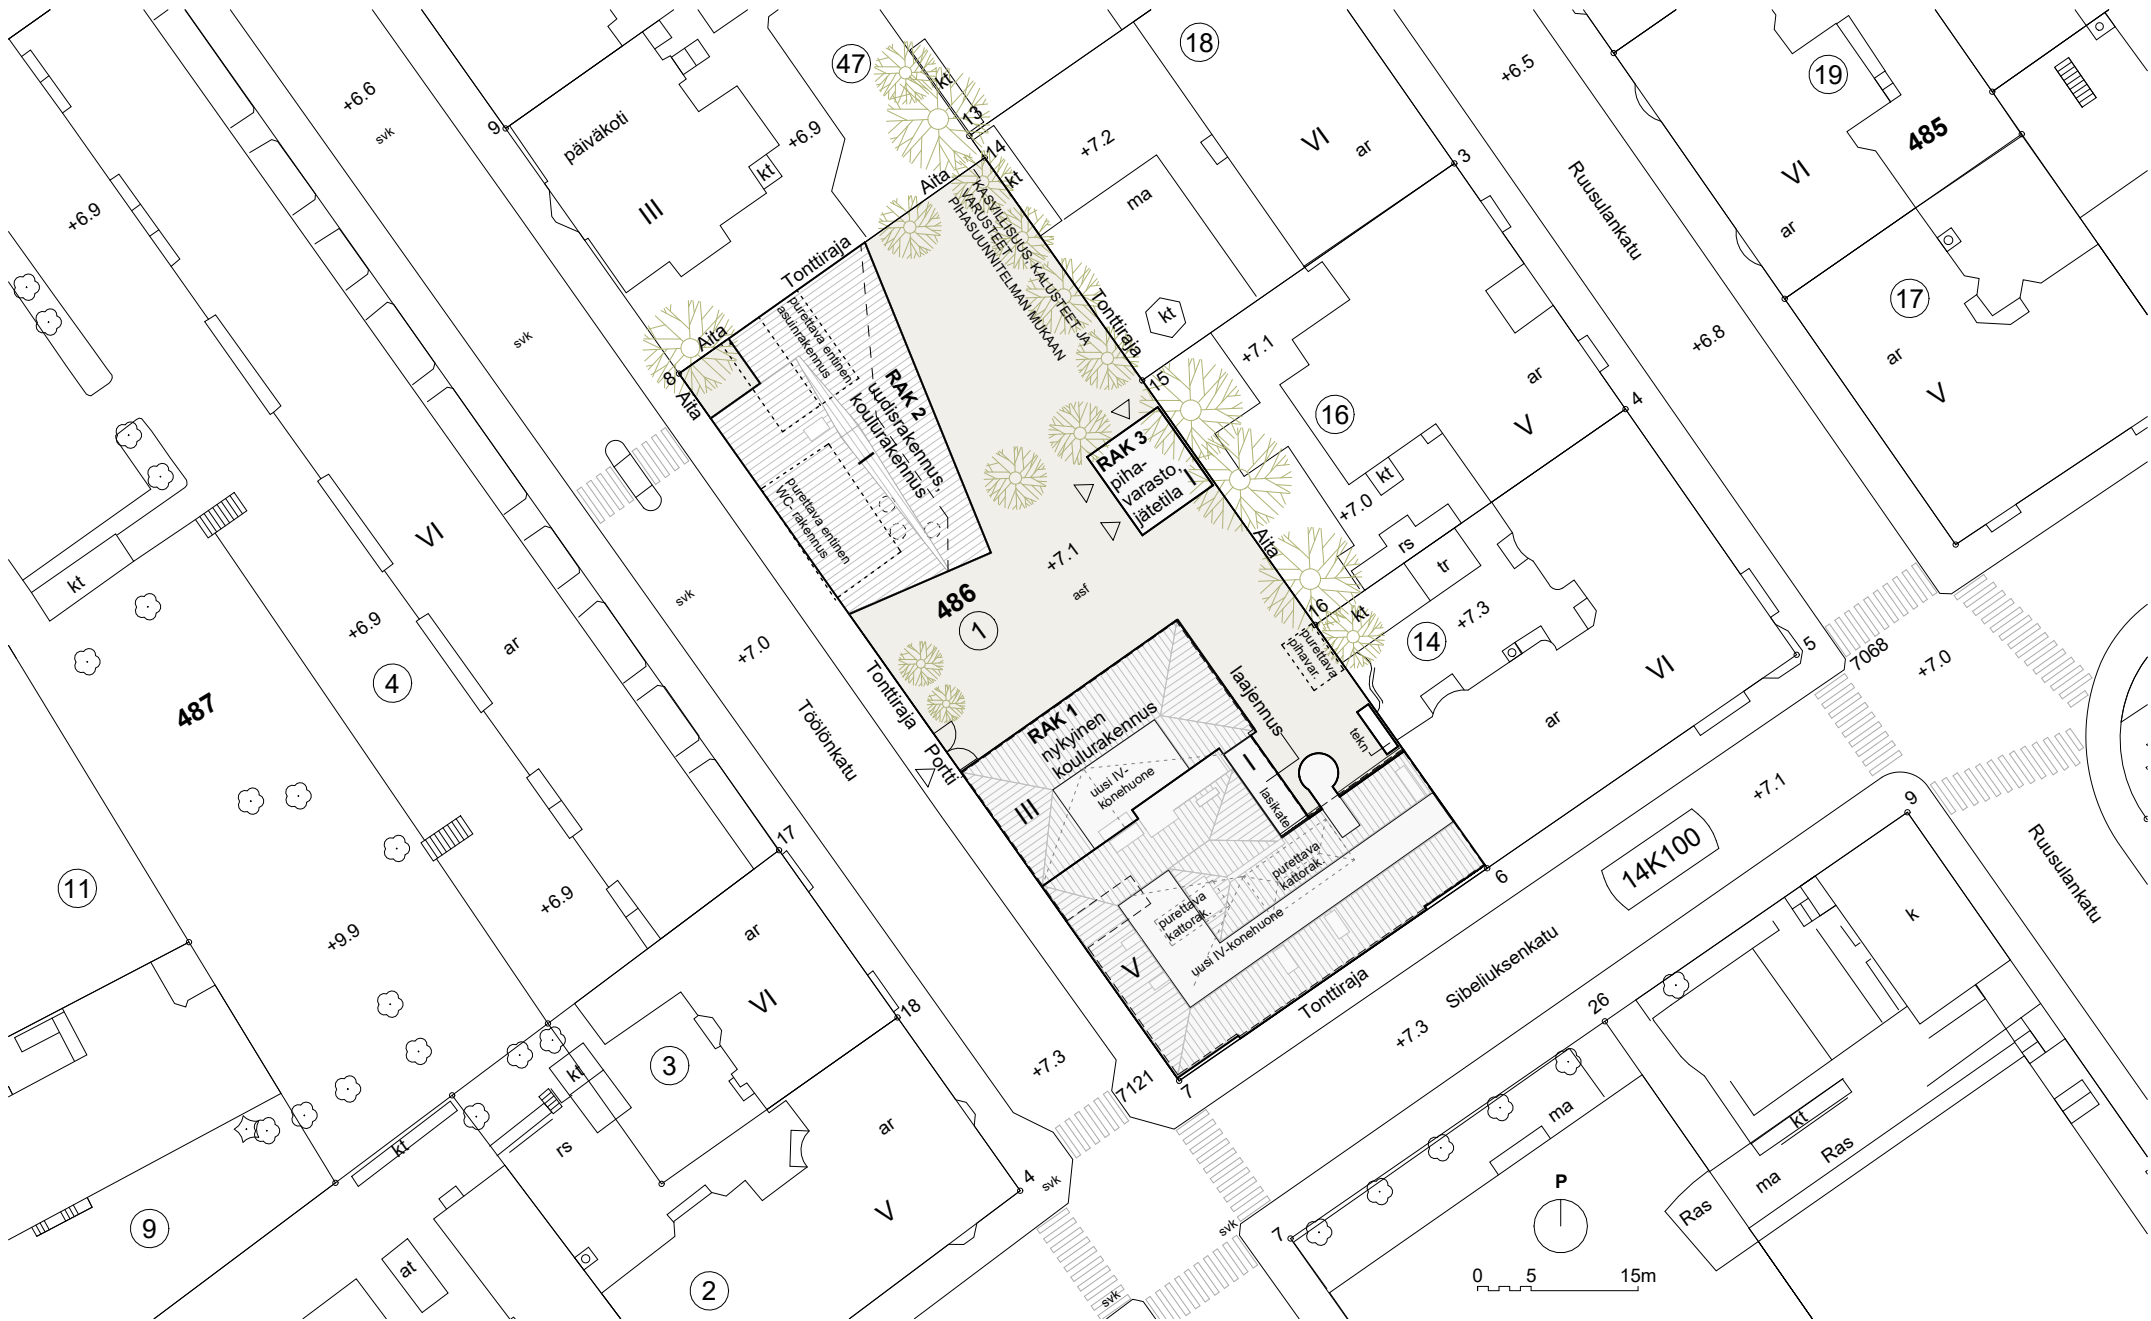 47
18
19
+6.6
svk
+6.5
9
päiväkoti
III
kt
+6.9
kt
13
14
kt
Aita
+7.2
ma
VI
ar
3
Ruusulankatu
485
VI
ar
+6.9
Tonttiraja
KASVILLISUUS, KALUSTEET JA
VARUSTEET
PIHASUUNNITELMAN MUKAAN
Tonttiraja
kt
17
ar
V
svk
Aita
8
Aita
purettava entinen
asuinrakennus
RAK 2
uudisrakennus,
koulurakennus
I
purettava entinen
WC- rakennus
+7.1
15
16
ar
V
4
+6.8
RAK 3
piha-
varasto,
jätetila
I
kt
+7.0
rs
tr
Aita
16
kt
14
+7.3
VI
ar
5
7068
+7.0
+7.1
asf
486
1
VI
ar
kt
+6.9
4
487
svk
+7.0
Töölönkatu
Tonttiraja
Portti
purettava
pihavar.
laajennus
tekn
RAK 1
nykyinen
koulurakennus
III
uusi IV-
konehuone
I
lasikate
purettava
kattorak.
purettava
kattorak.
uusi IV-konehuone
V
6
Tonttiraja
Sibeliuksenkatu
14K100
+7.1
9
Ruusulankatu
k
11
+9.9
+6.9
17
ar
VI
18
3
kt
kt
rs
ar
V
4
svk
9
at
2
+7.3
7121
7
+7.3
26
ma
svk
svk
7
kt
Ras
ma
Ras
P
0
5
15m